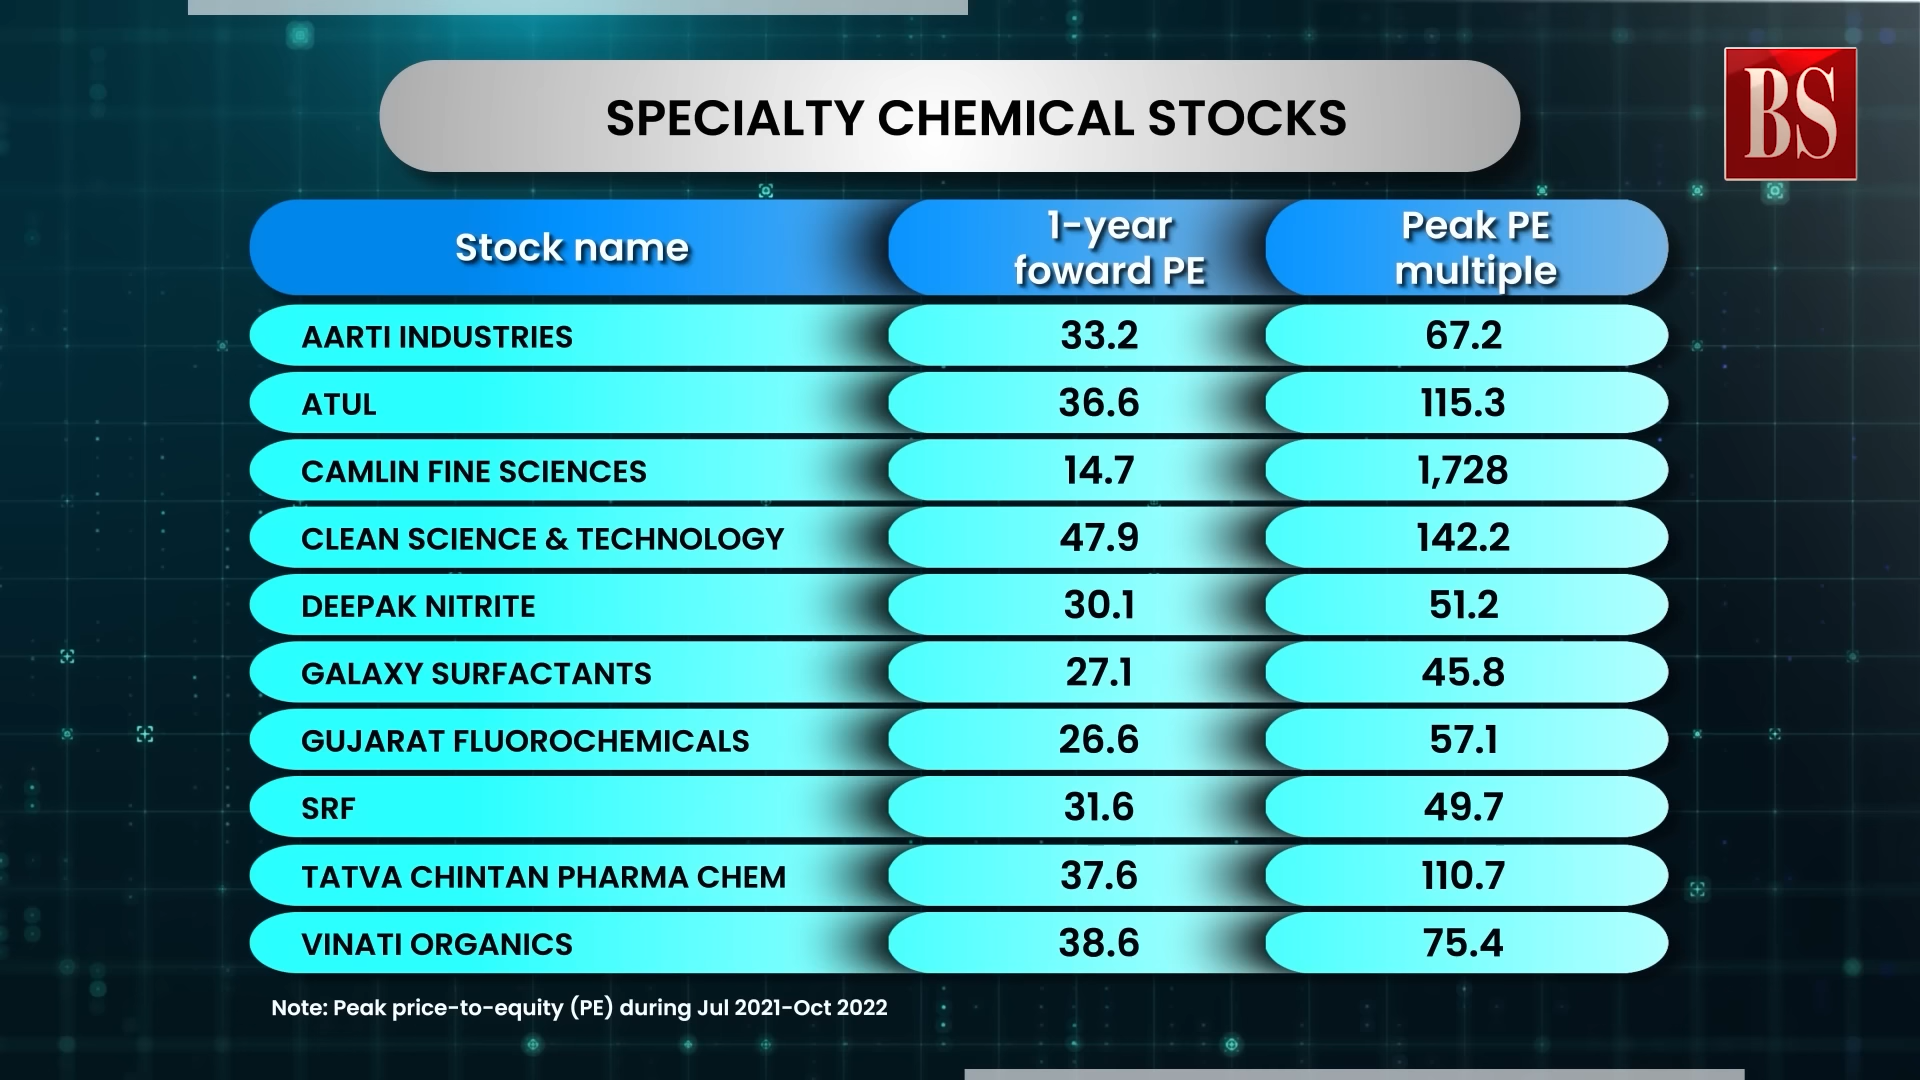 SPECIALTY CHEMICAL STOCKS
BS
Stock name 1-year foward PE Peak PE multiple
AARTI INDUSTRIES 33.2 67.2
ATUL 36.6 115.3
CAMLIN FINE SCIENCES 14.7 1,728
CLEAN SCIENCE & TECHNOLOGY 47.9 142.2
DEEPAK NITRITE 30.1 51.2
GALAXY SURFACTANTS 27.1 45.8
GUJARAT FLUOROCHEMICALS 26.6 57.1
SRF 31.6 49.7
TATVA CHINTAN PHARMA CHEM 37.6 110.7
VINATI ORGANICS 38.6 75.4
Note: Peak price-to-equity (PE) during Jul 2021-Oct 2022